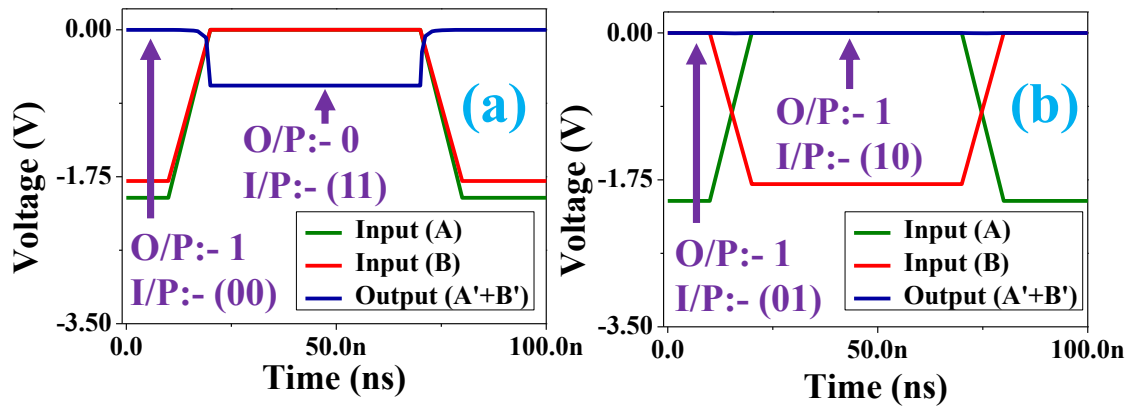 Voltage (V)
0.00
-1.75
-3.50
(a)
O/P:- 0
I/P:- (11)
O/P:- 1
I/P:- (00)
Input (A)
Input (B)
Output (A'+B')
0.0
50.0n
100.0n
Time (ns)
Voltage (V)
0.00
-1.75
-3.50
(b)
O/P:- 1
I/P:- (10)
O/P:- 1
I/P:- (01)
Input (A)
Input (B)
Output (A'+B')
0.0
50.0n
100.0n
Time (ns)